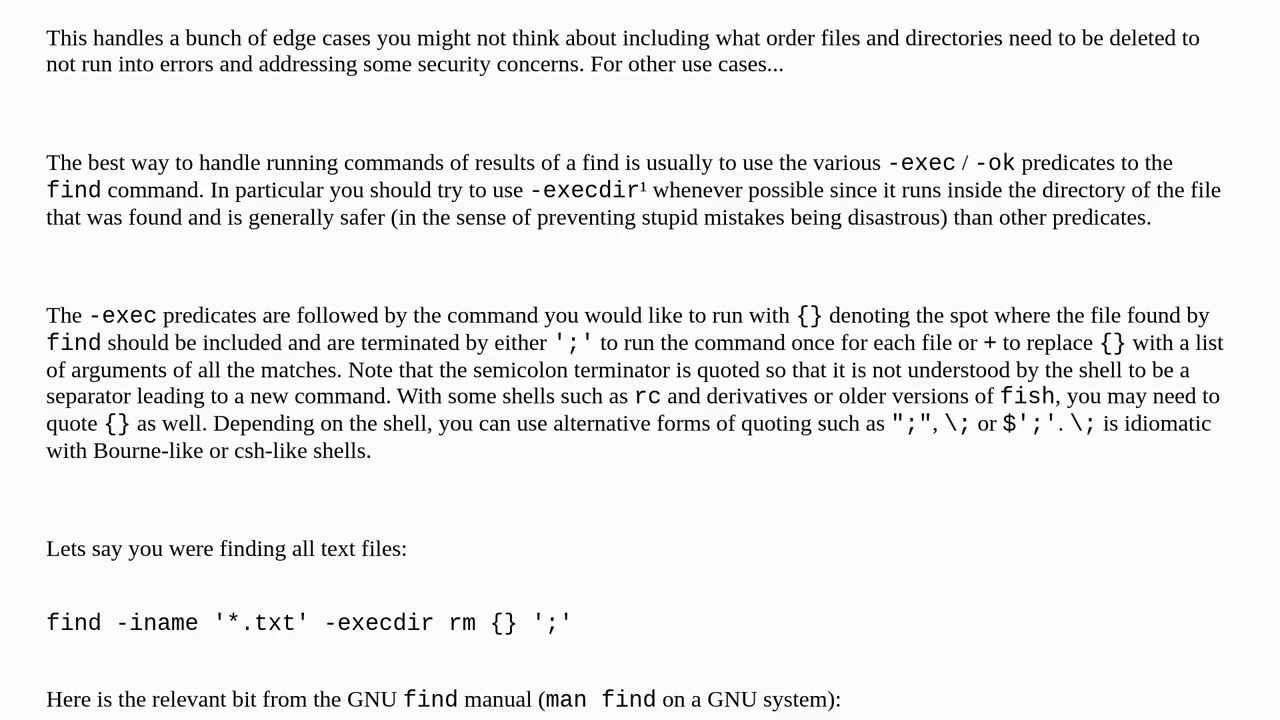 This handles a bunch of edge cases you might not think about including what order files and directories need to be deleted to
not run into errors and addressing some security concerns. For other use cases...
The best way to handle running commands of results of a find is usually to use the various -exec / -ok predicates to the
find command. In particular you should try to use -execdir¹ whenever possible since it runs inside the directory of the file
that was found and is generally safer (in the sense of preventing stupid mistakes being disastrous) than other predicates.
The -exec predicates are followed by the command you would like to run with {} denoting the spot where the file found by
find should be included and are terminated by either ';' to run the command once for each file or + to replace {} with a list
of arguments of all the matches. Note that the semicolon terminator is quoted so that it is not understood by the shell to be a
separator leading to a new command. With some shells such as rc and derivatives or older versions of fish, you may need to
quote {} as well. Depending on the shell, you can use alternative forms of quoting such as ";", \; or $';'. \; is idiomatic
with Bourne-like or csh-like shells.
Lets say you were finding all text files:
find -iname '*.txt' -execdir rm {} ';'
Here is the relevant bit from the GNU find manual (man find on a GNU system):